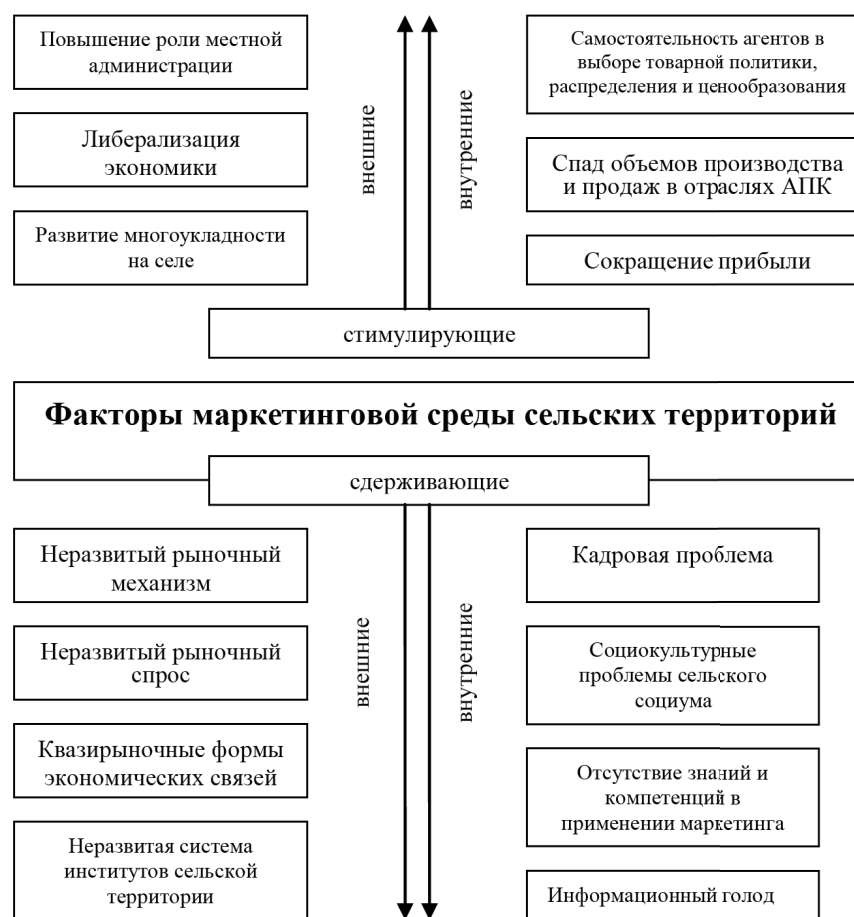 Повышение роли местной
администрации
Либерализация
экономики
Развитие многоукладности
на селе
внешние
внутренние
Самостоятельность агентов в
выборе товарной политики,
распределения и ценообразования
Спад объемов производства
и продаж в отраслях АПК
Сокращение прибыли
стимулирующие
Факторы маркетинговой среды сельских территорий
сдерживающие
Неразвитый рыночный
механизм
Неразвитый рыночный
спрос
Квазирыночные формы
экономических связей
Неразвитая система
институтов сельской
территории
внешние
внутренние
Кадровая проблема
Социокультурные
проблемы сельского
социума
Отсутствие знаний и
компетенций в
применении маркетинга
Информационный голод